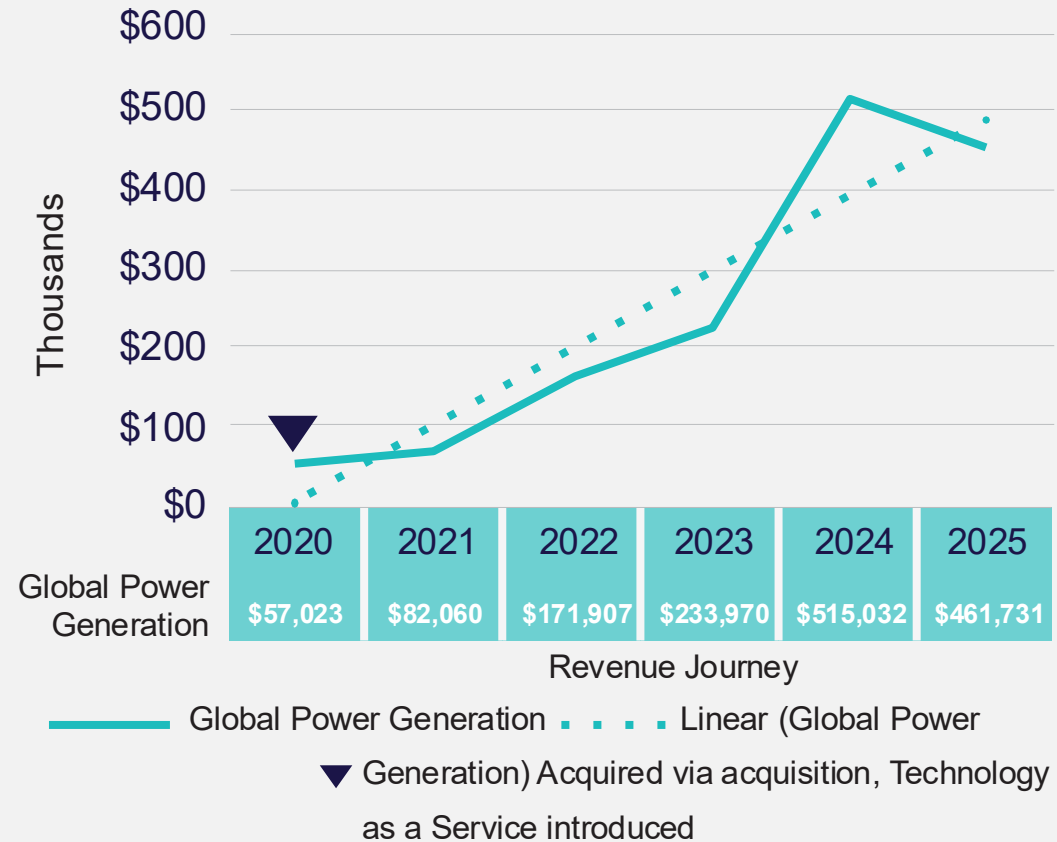 $600
$500
$400
$300
$200
$100
$0
Thousands
2020 2021 2022 2023 2024 2025
Global Power
Generation
$57,023 $82,060 $171,907 $233,970 $515,032 $461,731
Revenue Journey
Global Power Generation Linear (Global Power
Generation) Acquired via acquisition, Technology
as a Service introduced